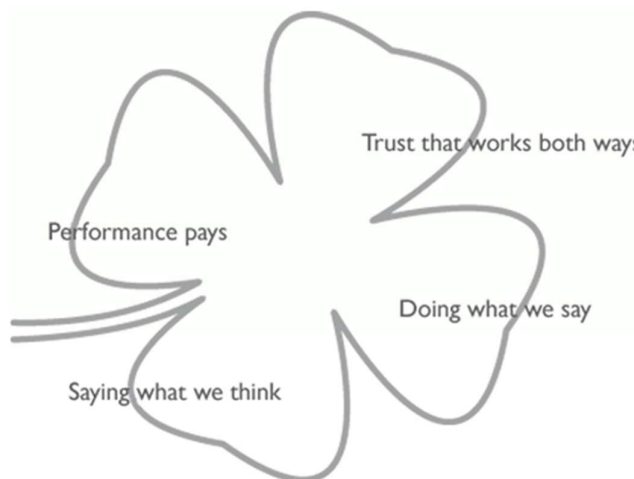 Trust that works both ways
Performance pays
Doing what we say
Saying what we think